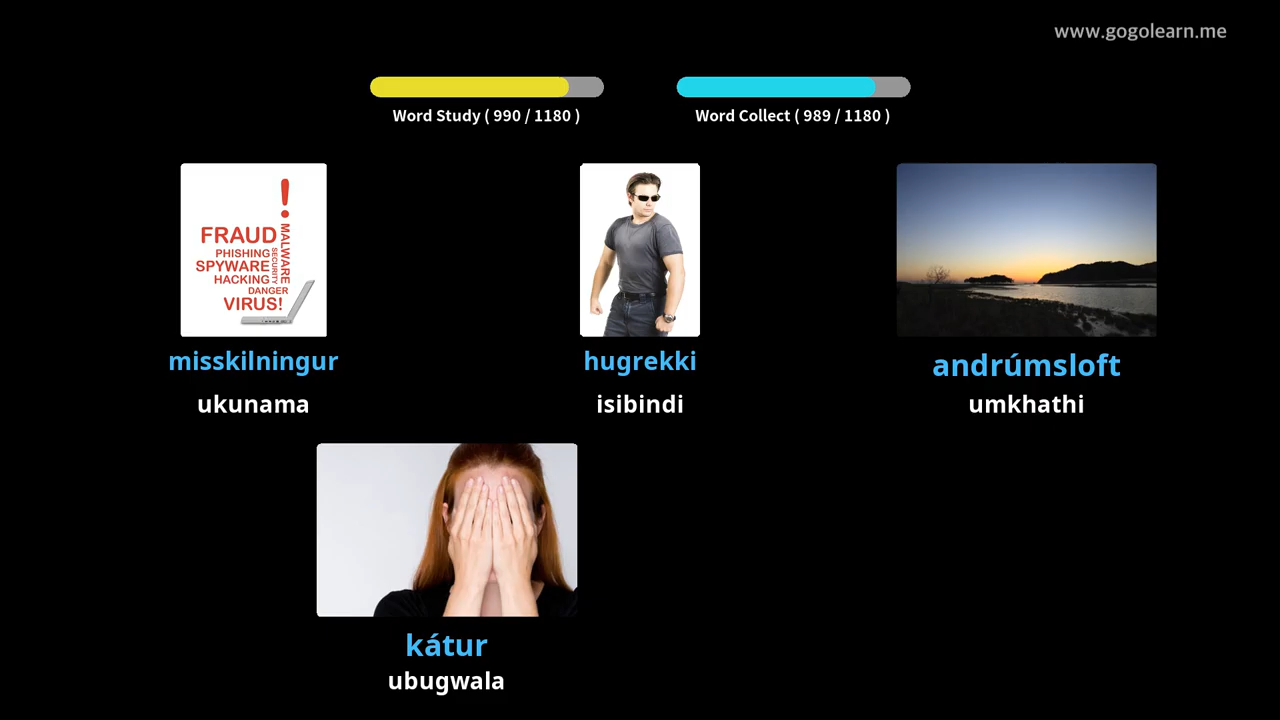 www.gogolearn.me
Word Study ( 990 / 1180 )
Word Collect ( 989 / 1180 )
!
FRAUD
PHISHING
SPYWARE
HACKING
DANGER
VIRUS!
SECURITY
MALWARE
misskilningur
hugrekki
andrúmsloft
ukunama
isibindi
umkhathi
kátur
ubugwala